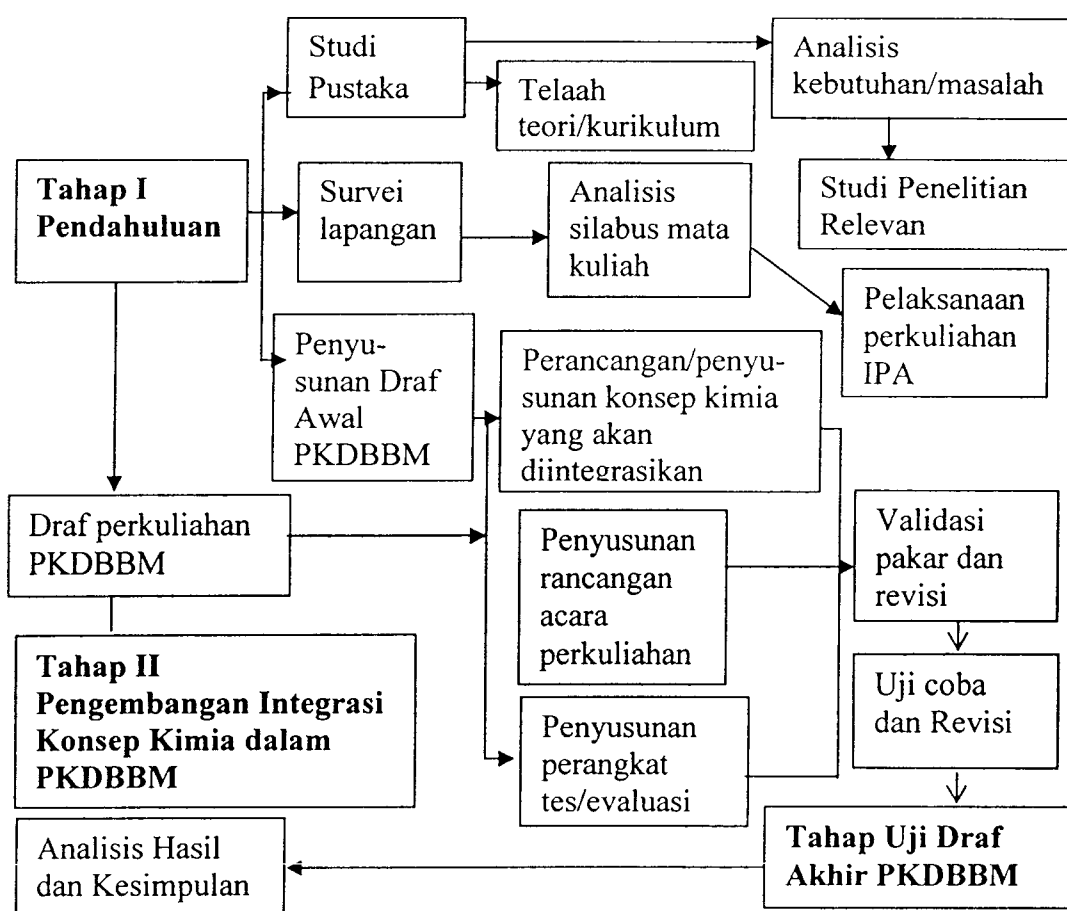 Studi
Pustaka
Analisis
kebutuhan/masalah
Telaah
teori/kurikulum
Tahap I
Pendahuluan
Survei
lapangan
Analisis
silabus mata
kuliah
Studi Penelitian
Relevan
Pelaksanaan
perkuliahan
IPA
Penyu-
sunan Draf
Awal
PKDBBM
Perancangan/penyu-
sunan konsep kimia
yang akan
diintegrasikan
Draf perkuliahan
PKDBBM
Penyusunan
rancangan
acara
perkuliahan
Validasi
pakar dan
revisi
Tahap II
Pengembangan Integrasi
Konsep Kimia dalam
PKDBBM
Uji coba
dan Revisi
Penyusunan
perangkat
tes/evaluasi
Tahap Uji Draf
Akhir PKDBBM
Analisis Hasil
dan Kesimpulan